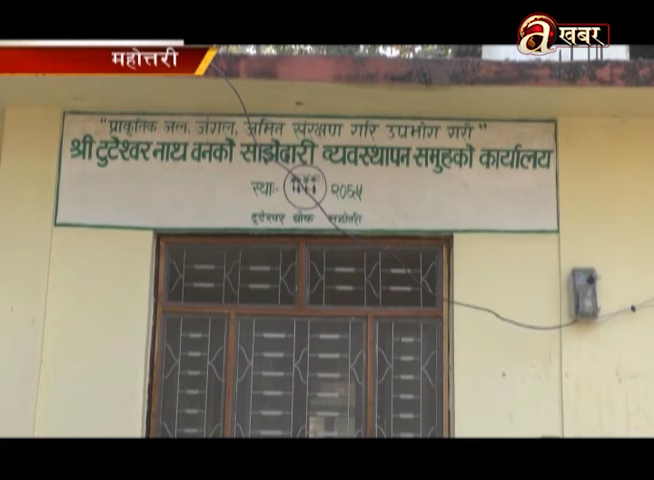 महोत्तरी
a खबर
"प्राकृतिक जल, जंगल, जमिन संरक्षण गरि उपभोग गरौं"
श्री टुटेश्वर नाथ वनको साझेदारी व्यवस्थापन समुहको कार्यालय
स्थाः- २०६५
टुटेश्वर चौक महोत्तरी